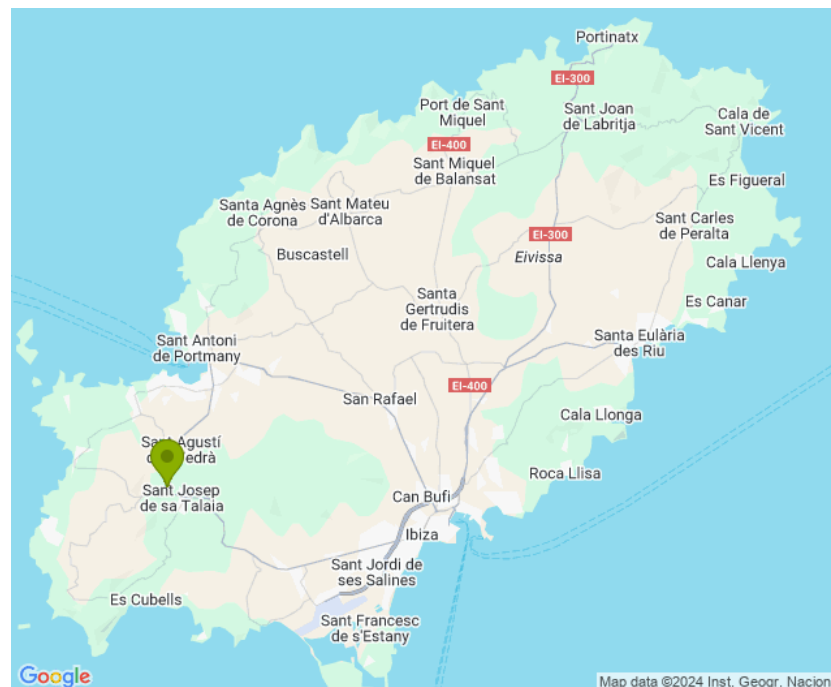 Portinatx
EI-300
Port de Sant
Miquel
Sant Joan
de Labritja
Cala de
Sant Vicent
EI-400
Sant Miquel
de Balansat
Es Figueral
Santa Agnès
de Corona
Sant Mateu
d'Albarca
Sant Carles
de Peralta
EI-300
Buscastell
Eivissa
Cala Llenya
Santa
Gertrudis
de Fruitera
Es Canar
Sant Antoni
de Portmany
Santa Eulària
des Riu
EI-400
San Rafael
Cala Llonga
Sant Agustí
d Vedrà
Roca Llisa
Sant Josep
de sa Talaia
Can Bufi
Ibiza
Sant Jordi de
ses Salines
Es Cubells
Sant Francesc
de s'Estany
Google
Map data ©2024 Inst. Geogr. Nacion